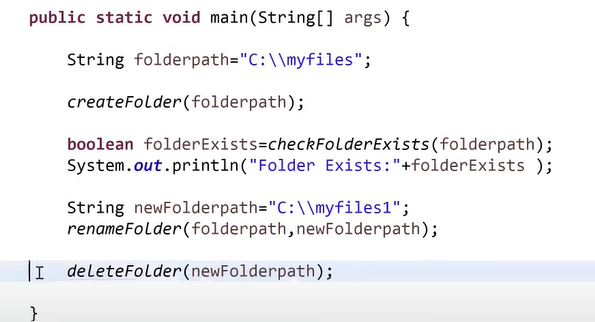 public static void main(String[] args) {
String folderpath="C:\\myfiles";
createFolder(folderpath);
boolean folderExists=checkFolderExists(folderpath);
System.out.println("Folder Exists:"+folderExists );
String newFolderpath="C:\\myfiles1";
renameFolder(folderpath,newFolderpath);
deleteFolder(newFolderpath);
}